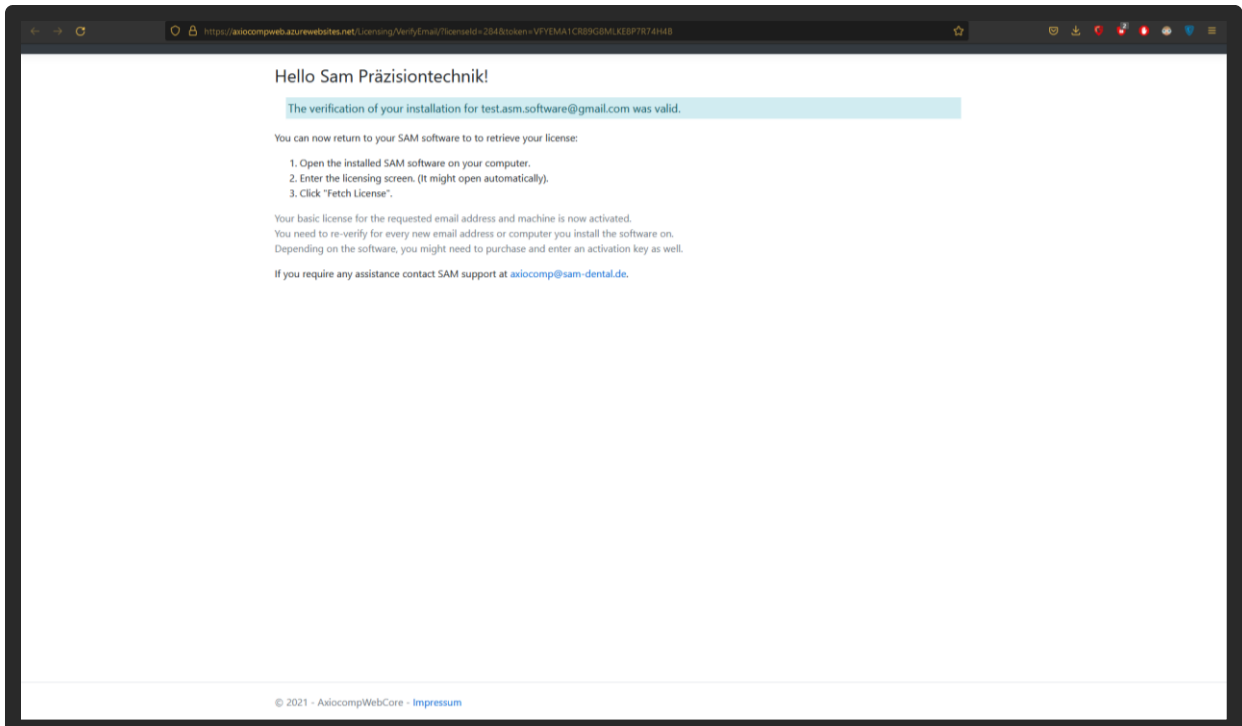 https://axiocompweb.azurewebsites.net/Licensing/VerifyEmail/?licenseId=284&token=VFYEMA1CR89GBMLKEBP7R74H4B
2
Hello Sam Präzisiontechnik!
The verification of your installation for test.asm.software@gmail.com was valid.
You can now return to your SAM software to to retrieve your license:
1. Open the installed SAM software on your computer.
2. Enter the licensing screen. (It might open automatically).
3. Click "Fetch License".
Your basic license for the requested email address and machine is now activated.
You need to re-verify for every new email address or computer you install the software on.
Depending on the software, you might need to purchase and enter an activation key as well.
If you require any assistance contact SAM support at axiocomp@sam-dental.de.
© 2021 - AxiocompWebCore - Impressum